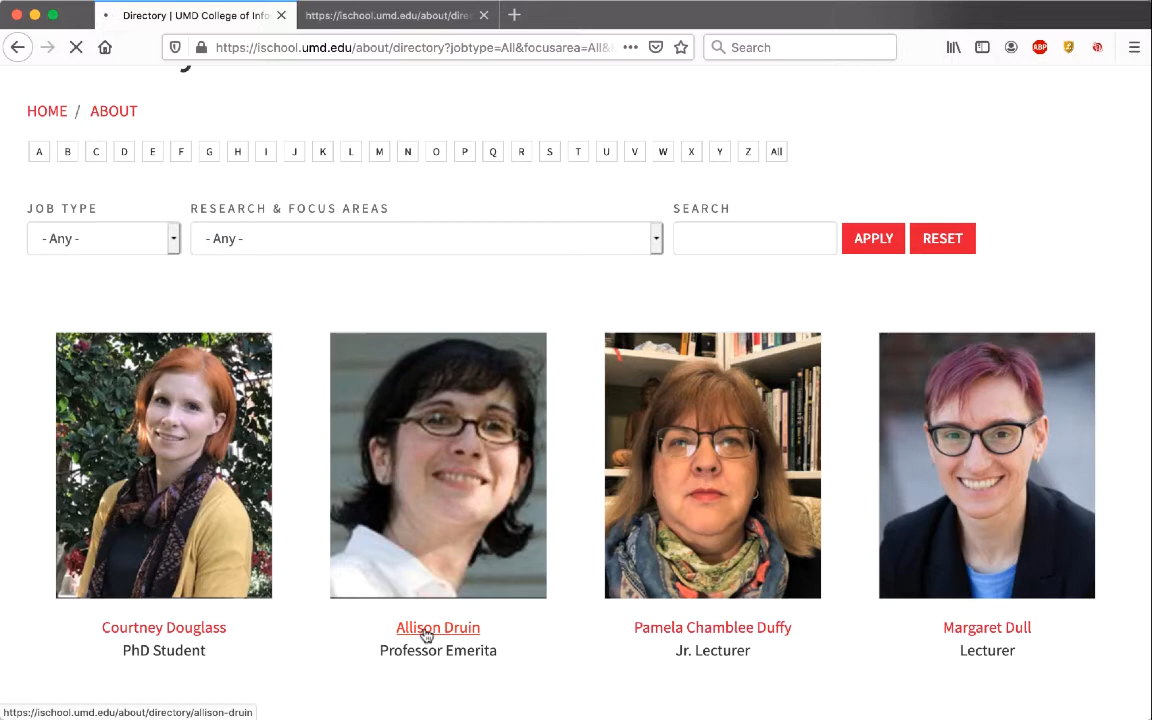 Directory | UMD College of Info
https://ischool.umd.edu/about/dire
https://ischool.umd.edu/about/directory?jobtype=All&focusarea=All&
Search
HOME / ABOUT
A B C D E F G H I J K L M N O P Q R S T U V W X Y Z All
JOB TYPE RESEARCH & FOCUS AREAS SEARCH
- Any - - Any - APPLY RESET
Courtney Douglass Allison Druin Pamela Chamblee Duffy Margaret Dull
PhD Student Professor Emerita Jr. Lecturer Lecturer
https://ischool.umd.edu/about/directory/allison-druin